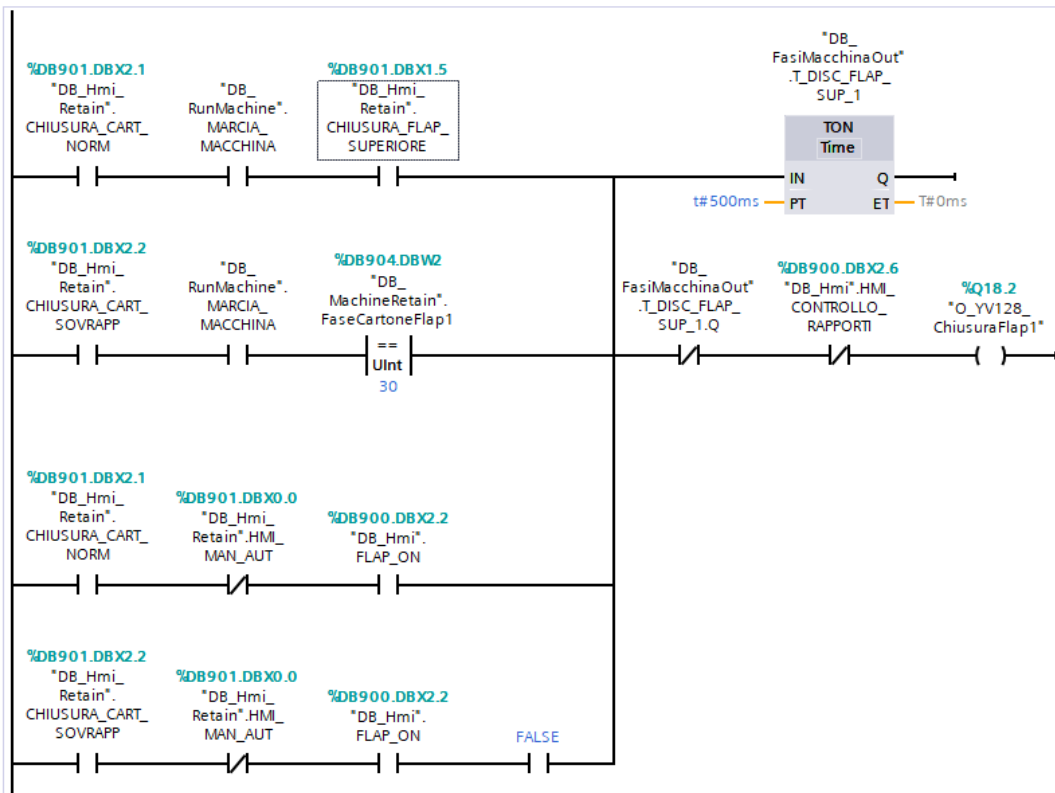 %DB901.DBX2.1
"DB_Hmi_
Retain".
CHIUSURA_CART_
NORM
"DB_
RunMachine".
MARCIA_
MACCHINA
%DB901.DBX1.5
"DB_Hmi_
Retain".
CHIUSURA_FLAP_
SUPERIORE
"DB_
FasiMacchinaOut"
.T_DISC_FLAP_
SUP_1
TON
Time
IN
Q
t#500ms
PT
ET
T#0ms
%DB901.DBX2.2
"DB_Hmi_
Retain".
CHIUSURA_CART_
SOVRAPP
"DB_
RunMachine".
MARCIA_
MACCHINA
%DB904.DBW2
"DB_
MachineRetain".
FaseCartoneFlap1
==
UInt
30
"DB_
FasiMacchinaOut"
.T_DISC_FLAP_
SUP_1.Q
%DB900.DBX2.6
"DB_Hmi".HMI_
CONTROLLO_
RAPPORTI
%Q18.2
"O_YV128_
ChiusuraFlap1"
%DB901.DBX2.1
"DB_Hmi_
Retain".
CHIUSURA_CART_
NORM
%DB901.DBX0.0
"DB_Hmi_
Retain".HMI_
MAN_AUT
%DB900.DBX2.2
"DB_Hmi".
FLAP_ON
%DB901.DBX2.2
"DB_Hmi_
Retain".
CHIUSURA_CART_
SOVRAPP
%DB901.DBX0.0
"DB_Hmi_
Retain".HMI_
MAN_AUT
%DB900.DBX2.2
"DB_Hmi".
FLAP_ON
FALSE